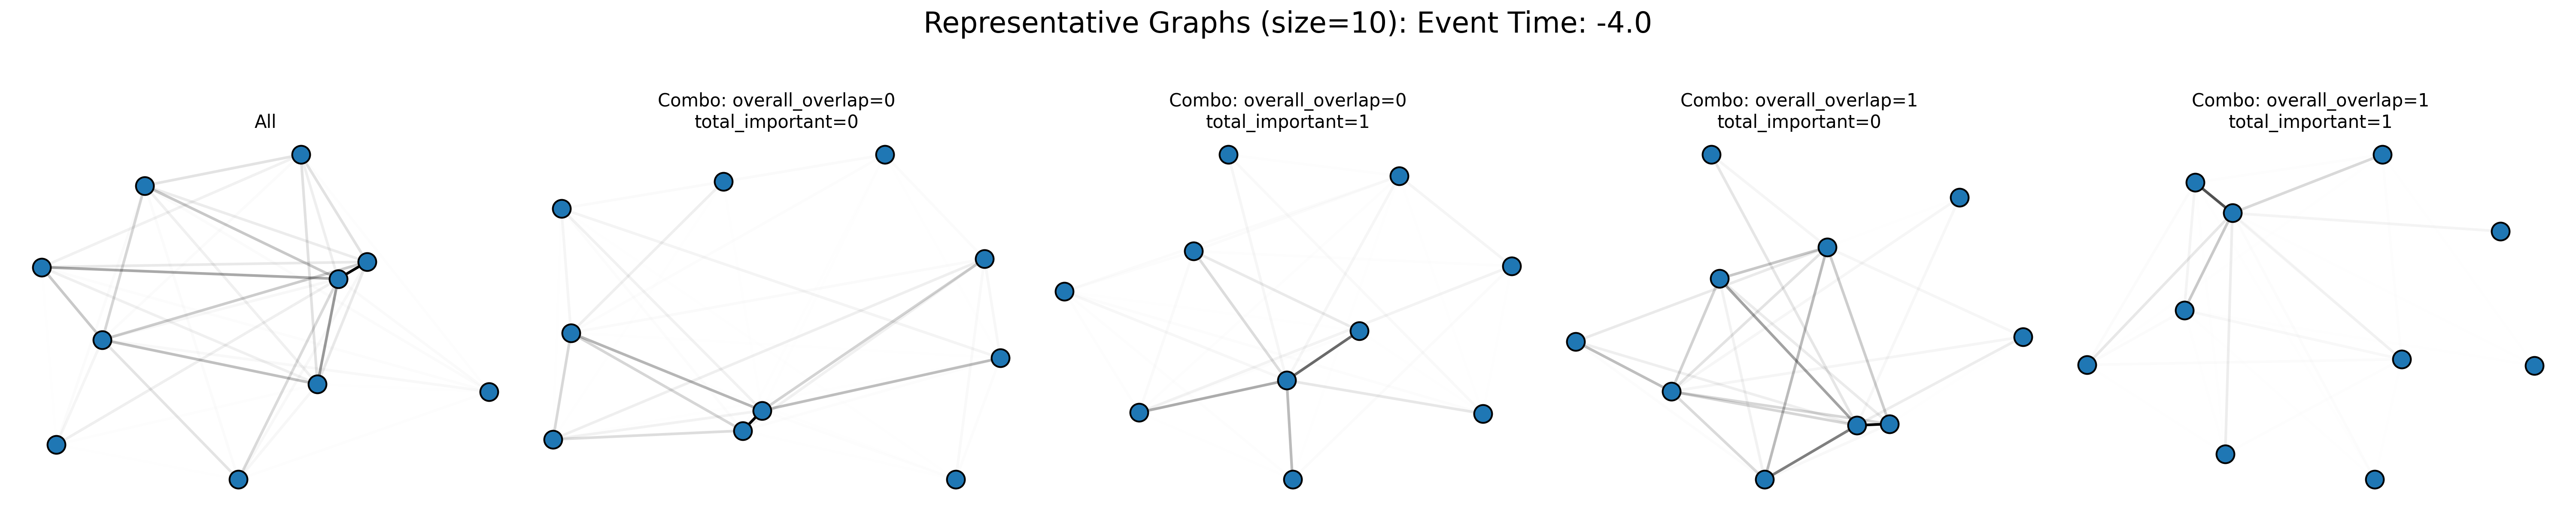 Representative Graphs (size=10): Event Time: -4.0
All
Combo: overall_overlap=0
total_important=0
Combo: overall_overlap=0
total_important=1
Combo: overall_overlap=1
total_important=0
Combo: overall_overlap=1
total_important=1